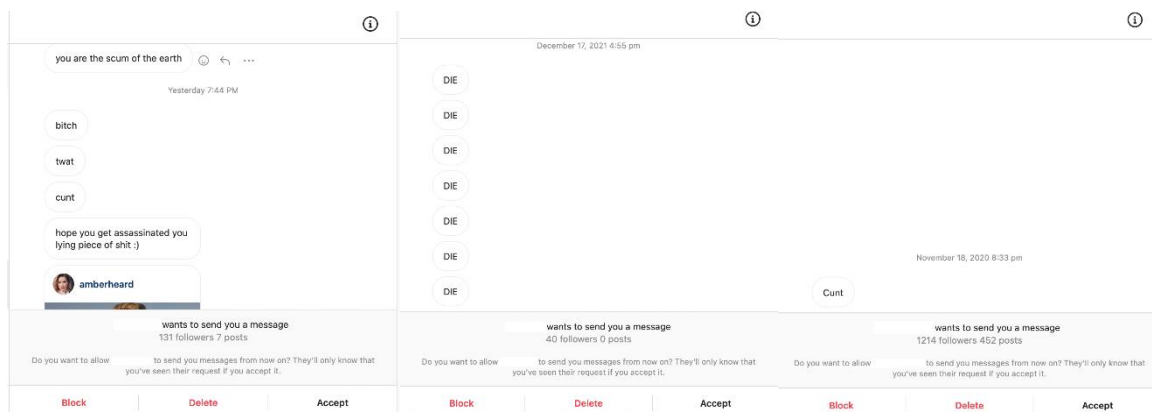 you are the scum of the earth
Yesterday 7:44 PM
bitch
twat
cunt
hope you get assassinated you
lying piece of shit :)
amberheard
wants to send you a message
131 followers 7 posts
Do you want to allow to send you messages from now on? They'll only know that
you've seen their request if you accept it.
Block Delete Accept
December 17, 2021 4:55 pm
DIE
DIE
DIE
DIE
DIE
DIE
DIE
wants to send you a message
40 followers 0 posts
Do you want to allow to send you messages from now on? They'll only know that
you've seen their request if you accept it.
Block Delete Accept
November 18, 2020 8:33 pm
Cunt
wants to send you a message
1214 followers 452 posts
Do you want to allow to send you messages from now on? They'll only know that
you've seen their request if you accept it.
Block Delete Accept